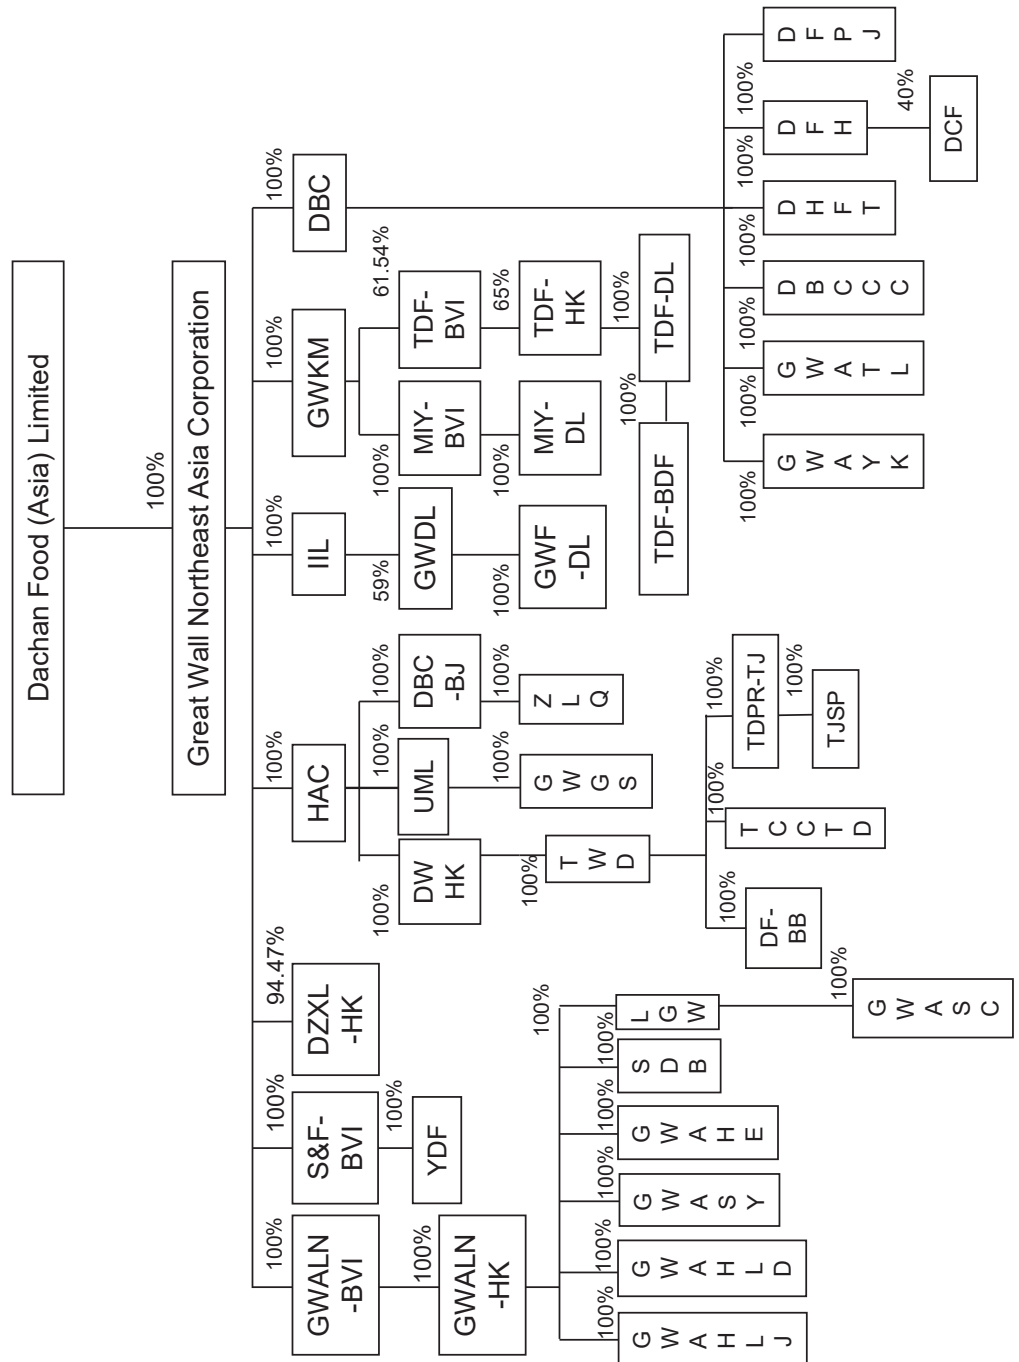 Dachan Food (Asia) Limited
100%
Great Wall Northeast Asia Corporation
100%
GWALN
-BVI
100%
S&F-
BVI
94.47%
DZXL
-HK
100%
HAC
100%
IIL
100%
GWKM
100%
DBC
100%
GWALN
-HK
100%
YDF
100%
DW
HK
100%
UML
100%
DBC
-BJ
59%
GWDL
100%
MIY-
BVI
61.54%
TDF-
BVI
100%
TWD
100%
GWGS
100%
ZLQ
100%
GWF
-DL
100%
MIY-
DL
65%
TDF-
HK
100%
TDF-DL
100%
TDF-BDF
100%
GWAHLJ
100%
GWAHLD
100%
GWASY
100%
GWAHE
100%
SDB
100%
LGW
100%
GWASC
100%
DF-
BB
100%
TCCTD
100%
TDPR-TJ
100%
TJSP
100%
GWAYK
100%
GWATL
100%
DBCCC
100%
DHFT
100%
DFH
100%
DFPJ
40%
DCF